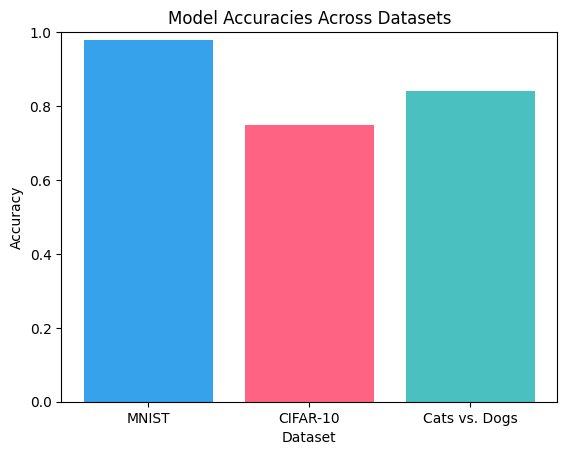 Model Accuracies Across Datasets
1.0
0.8
0.6
0.4
0.2
0.0
Accuracy
MNIST CIFAR-10 Cats vs. Dogs
Dataset